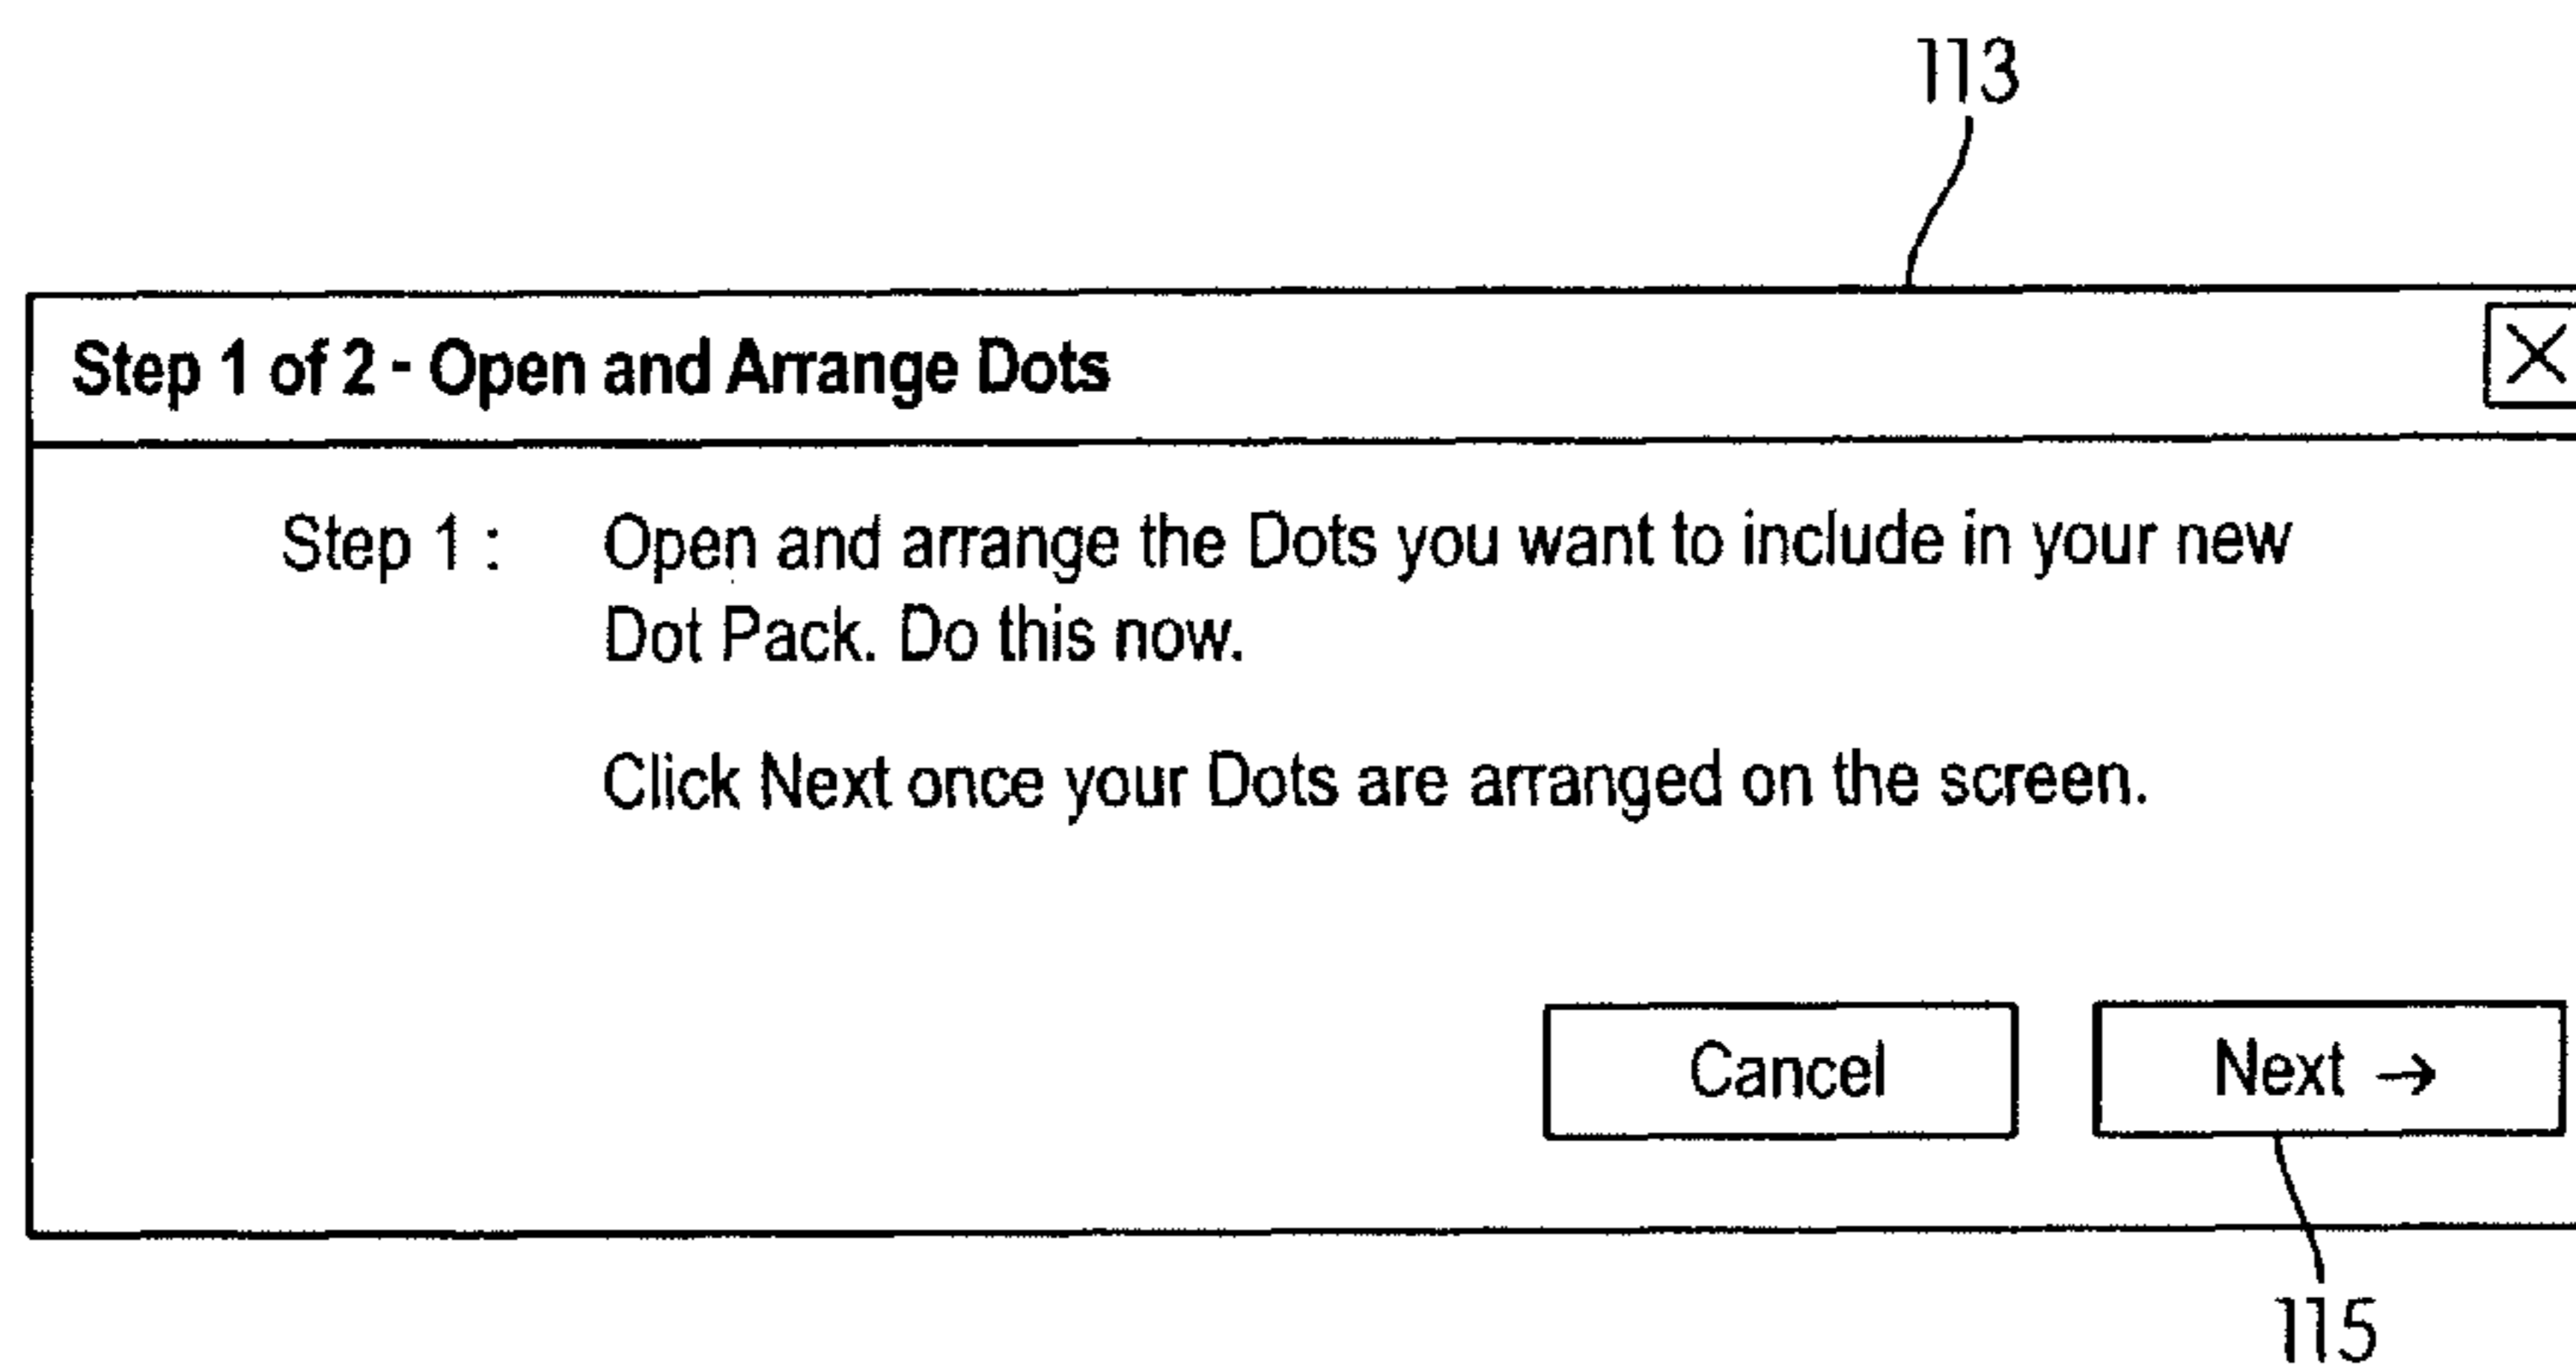 113
Step 1 of 2 - Open and Arrange Dots
Step 1 : Open and arrange the Dots you want to include in your new
Dot Pack. Do this now.
Click Next once your Dots are arranged on the screen.
Cancel Next →
115